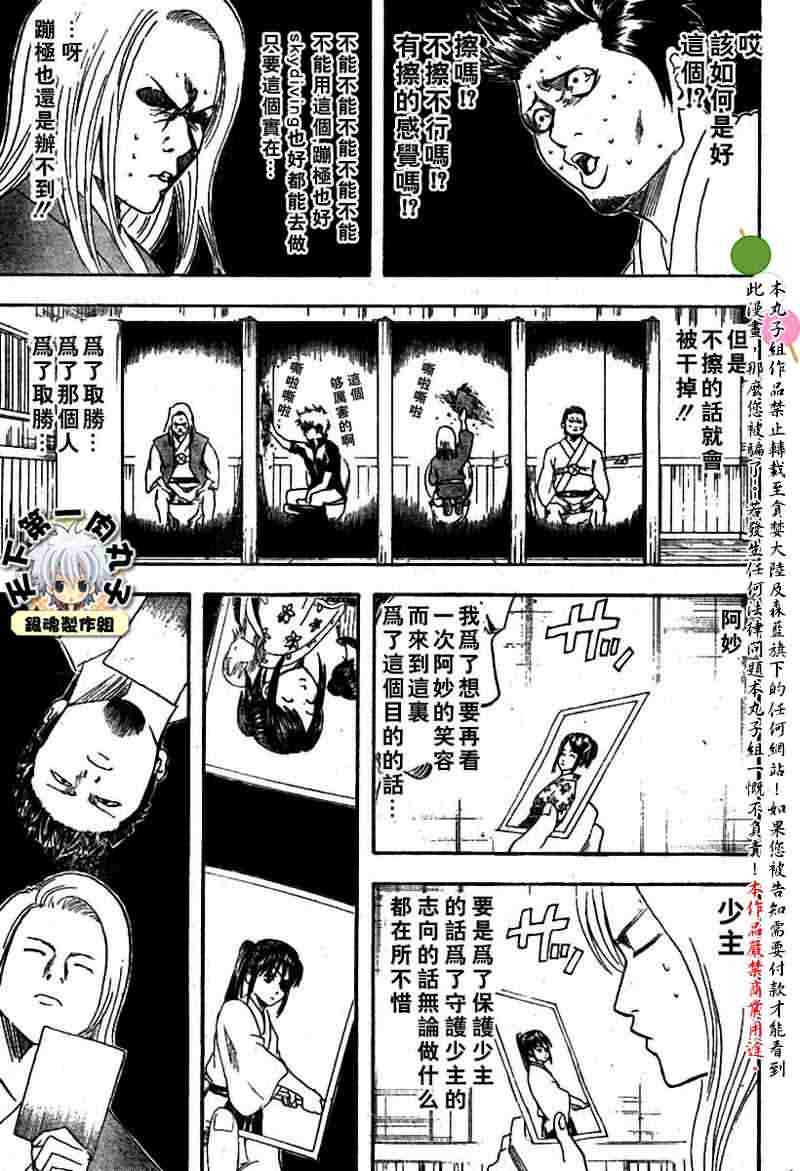 哎
該如何是好
這個!?
擦嗎!?
不擦不行嗎!?
有擦的感覺嗎!?
不能不能不能不能不能
不能用這個!蹦極也好
skydiving也好都能去做
只要這個實在…
…呀
蹦極也還是辦
不到!!
但是
不擦的話就會
被干掉!!
嘶啦嘶啦…
這個
够厲害的啊
嘶啦嘶啦…
爲了取勝…
爲了那個人
爲了取勝…
阿妙
我爲了想要再看
一次阿妙的笑容
而來到這裏
爲了這個目的的話…
少主
要是爲了保護少主
的話爲了守護少主的
志向的話無論做什么
都在所不惜
天下第一肉丸子
銀魂製作組
本丸子組作品禁止轉載至貪婪大陸及森藍旗下的任何網站！如果您被告知需要付款才能看到
此漫畫，那麽您被騙了！！若發生任何法律問題本丸子組一慨不負責！本作品嚴禁商業用途.